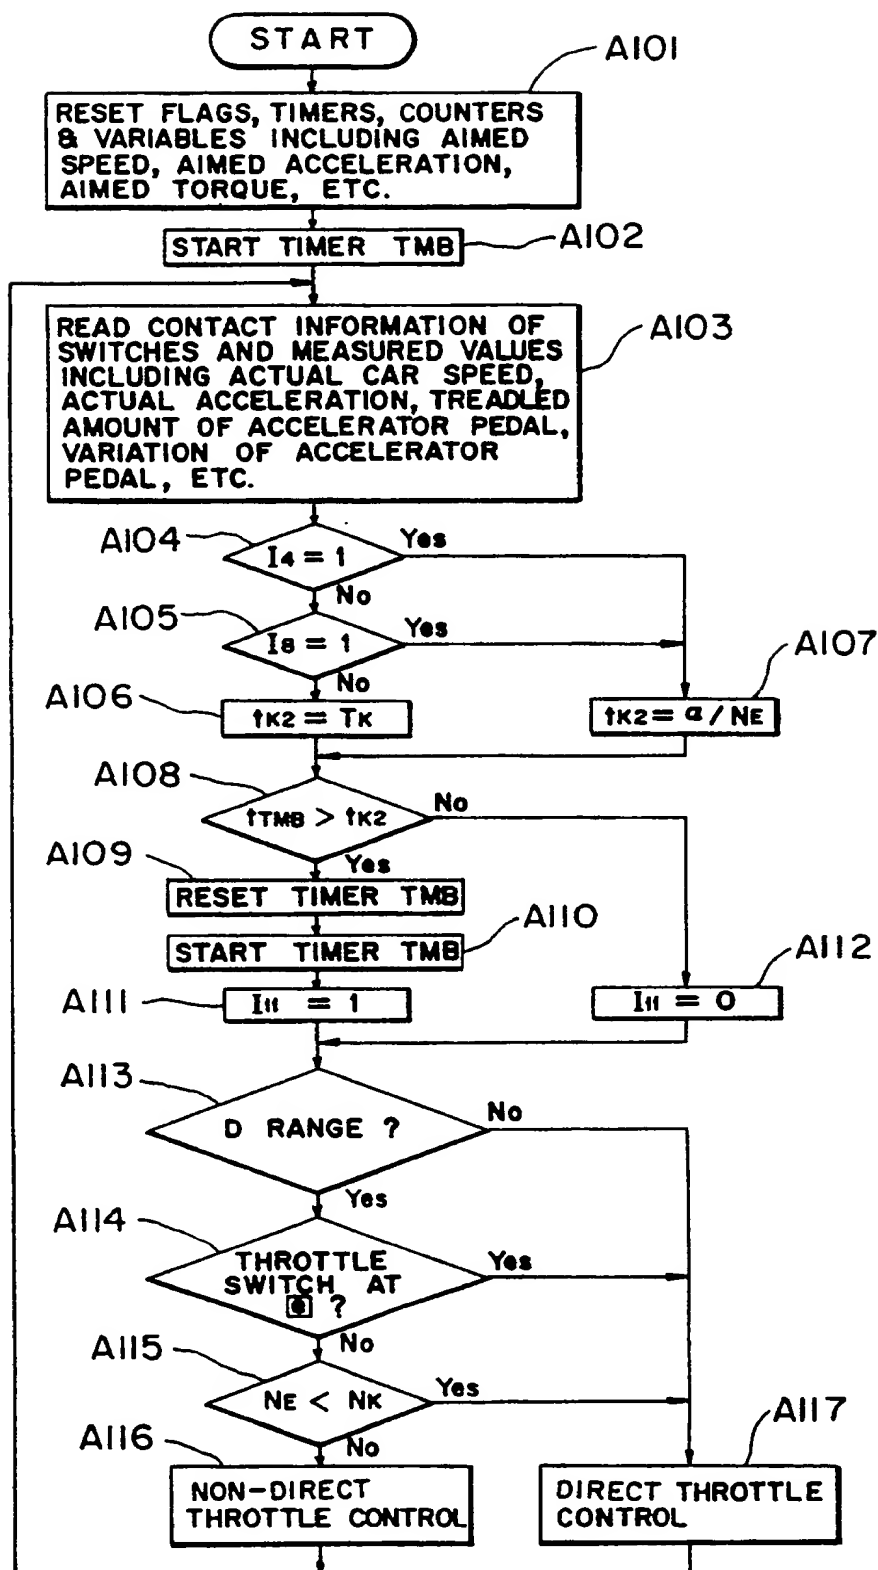 START
A101
RESET FLAGS, TIMERS, COUNTERS
& VARIABLES INCLUDING AIMED
SPEED, AIMED ACCELERATION,
AIMED TORQUE, ETC.
START TIMER TMB
A102
READ CONTACT INFORMATION OF
SWITCHES AND MEASURED VALUES
INCLUDING ACTUAL CAR SPEED,
ACTUAL ACCELERATION, TREADLED
AMOUNT OF ACCELERATOR PEDAL,
VARIATION OF ACCELERATOR
PEDAL, ETC.
A103
A104
I4 = 1
Yes
No
A105
I8 = 1
Yes
No
A106
tK2 = TK
A107
tK2 = α / NE
A108
tTMB > tK2
No
Yes
A109
RESET TIMER TMB
START TIMER TMB
A110
A111
I11 = 1
A112
I11 = 0
A113
D RANGE ?
No
Yes
A114
THROTTLE
SWITCH AT
e ?
Yes
No
A115
NE < NK
Yes
No
A116
NON-DIRECT
THROTTLE CONTROL
A117
DIRECT THROTTLE
CONTROL